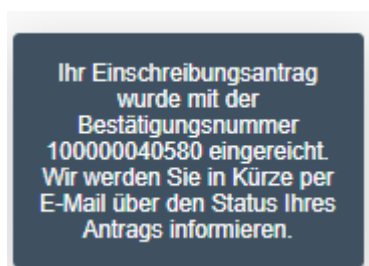 Ihr Einschreibungsantrag
wurde mit der
Bestätigungsnummer
100000040580 eingereicht.
Wir werden Sie in Kürze per
E-Mail über den Status Ihres
Antrags informieren.